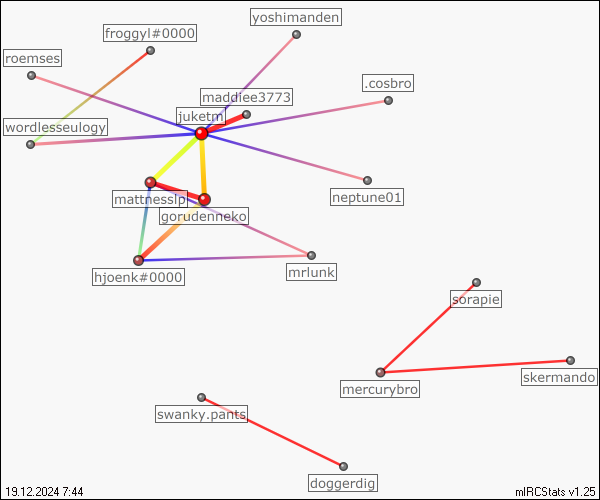 yoshimanden
froggyl#0000
roemses
.cosbro
maddiee3773
juketm
wordlesseulogy
mattnesslp
neptune01
gorudenneko
mrlunk
hjoenk#0000
sorapie
skermando
mercurybro
swanky.pants
doggerdig
19.12.2024 7:44
mIRCStats v1.25